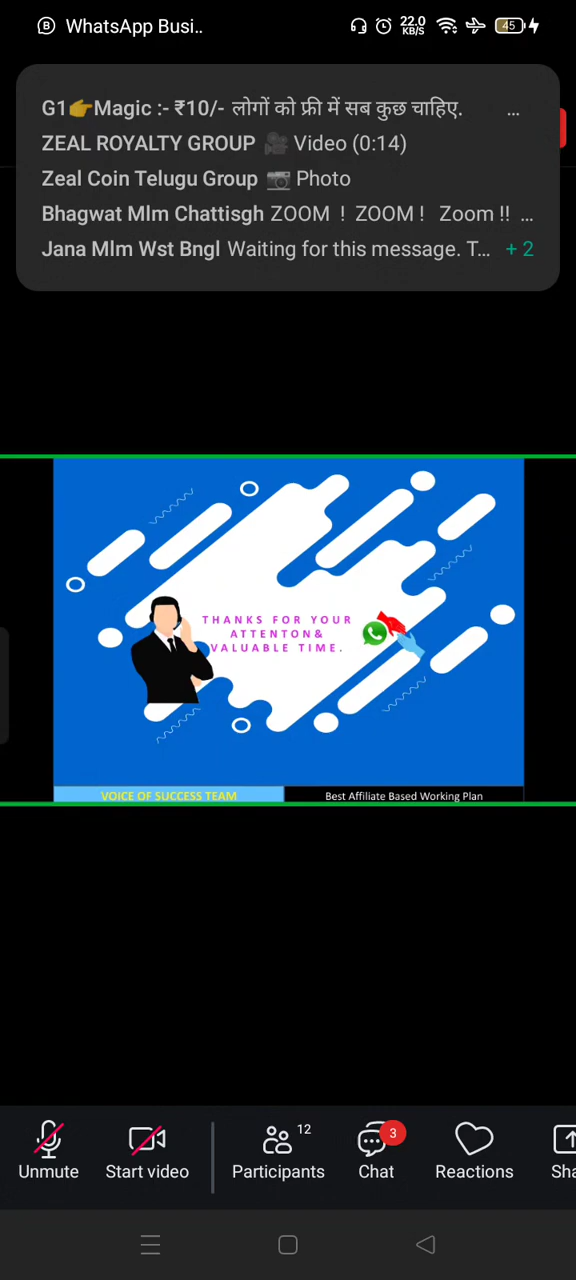 WhatsApp Busi..
22.0
KB/S
45
G1👉Magic :- ₹10/- लोगों को फ्री में सब कुछ चाहिए. ...
ZEAL ROYALTY GROUP 🎥 Video (0:14)
Zeal Coin Telugu Group 📷 Photo
Bhagwat Mlm Chattisgh ZOOM ! ZOOM ! Zoom !! ...
Jana Mlm Wst Bngl Waiting for this message. T... + 2
THANKS FOR YOUR
ATTENTON&
VALUABLE TIME.
VOICE OF SUCCESS TEAM
Best Affiliate Based Working Plan
12
3
Unmute
Start video
Participants
Chat
Reactions
Sha